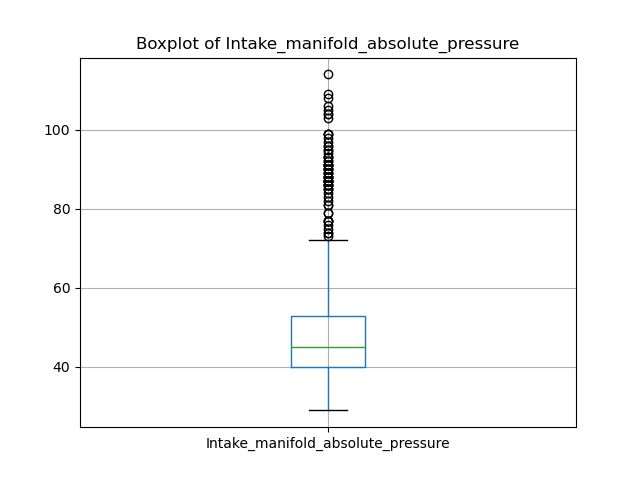 Boxplot of Intake_manifold_absolute_pressure
100
80
60
40
Intake_manifold_absolute_pressure